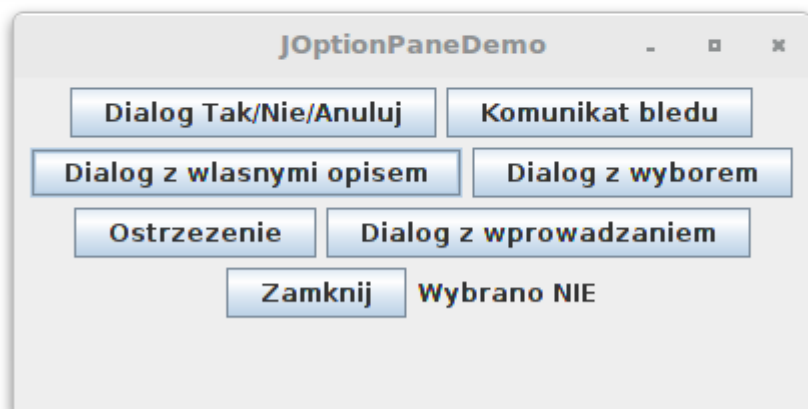 JOptionPaneDemo
Dialog Tak/Nie/Anuluj Komunikat bledu
Dialog z wlasnymi opisem Dialog z wyborem
Ostrzezenie Dialog z wprowadzaniem
Zamknij Wybrano NIE